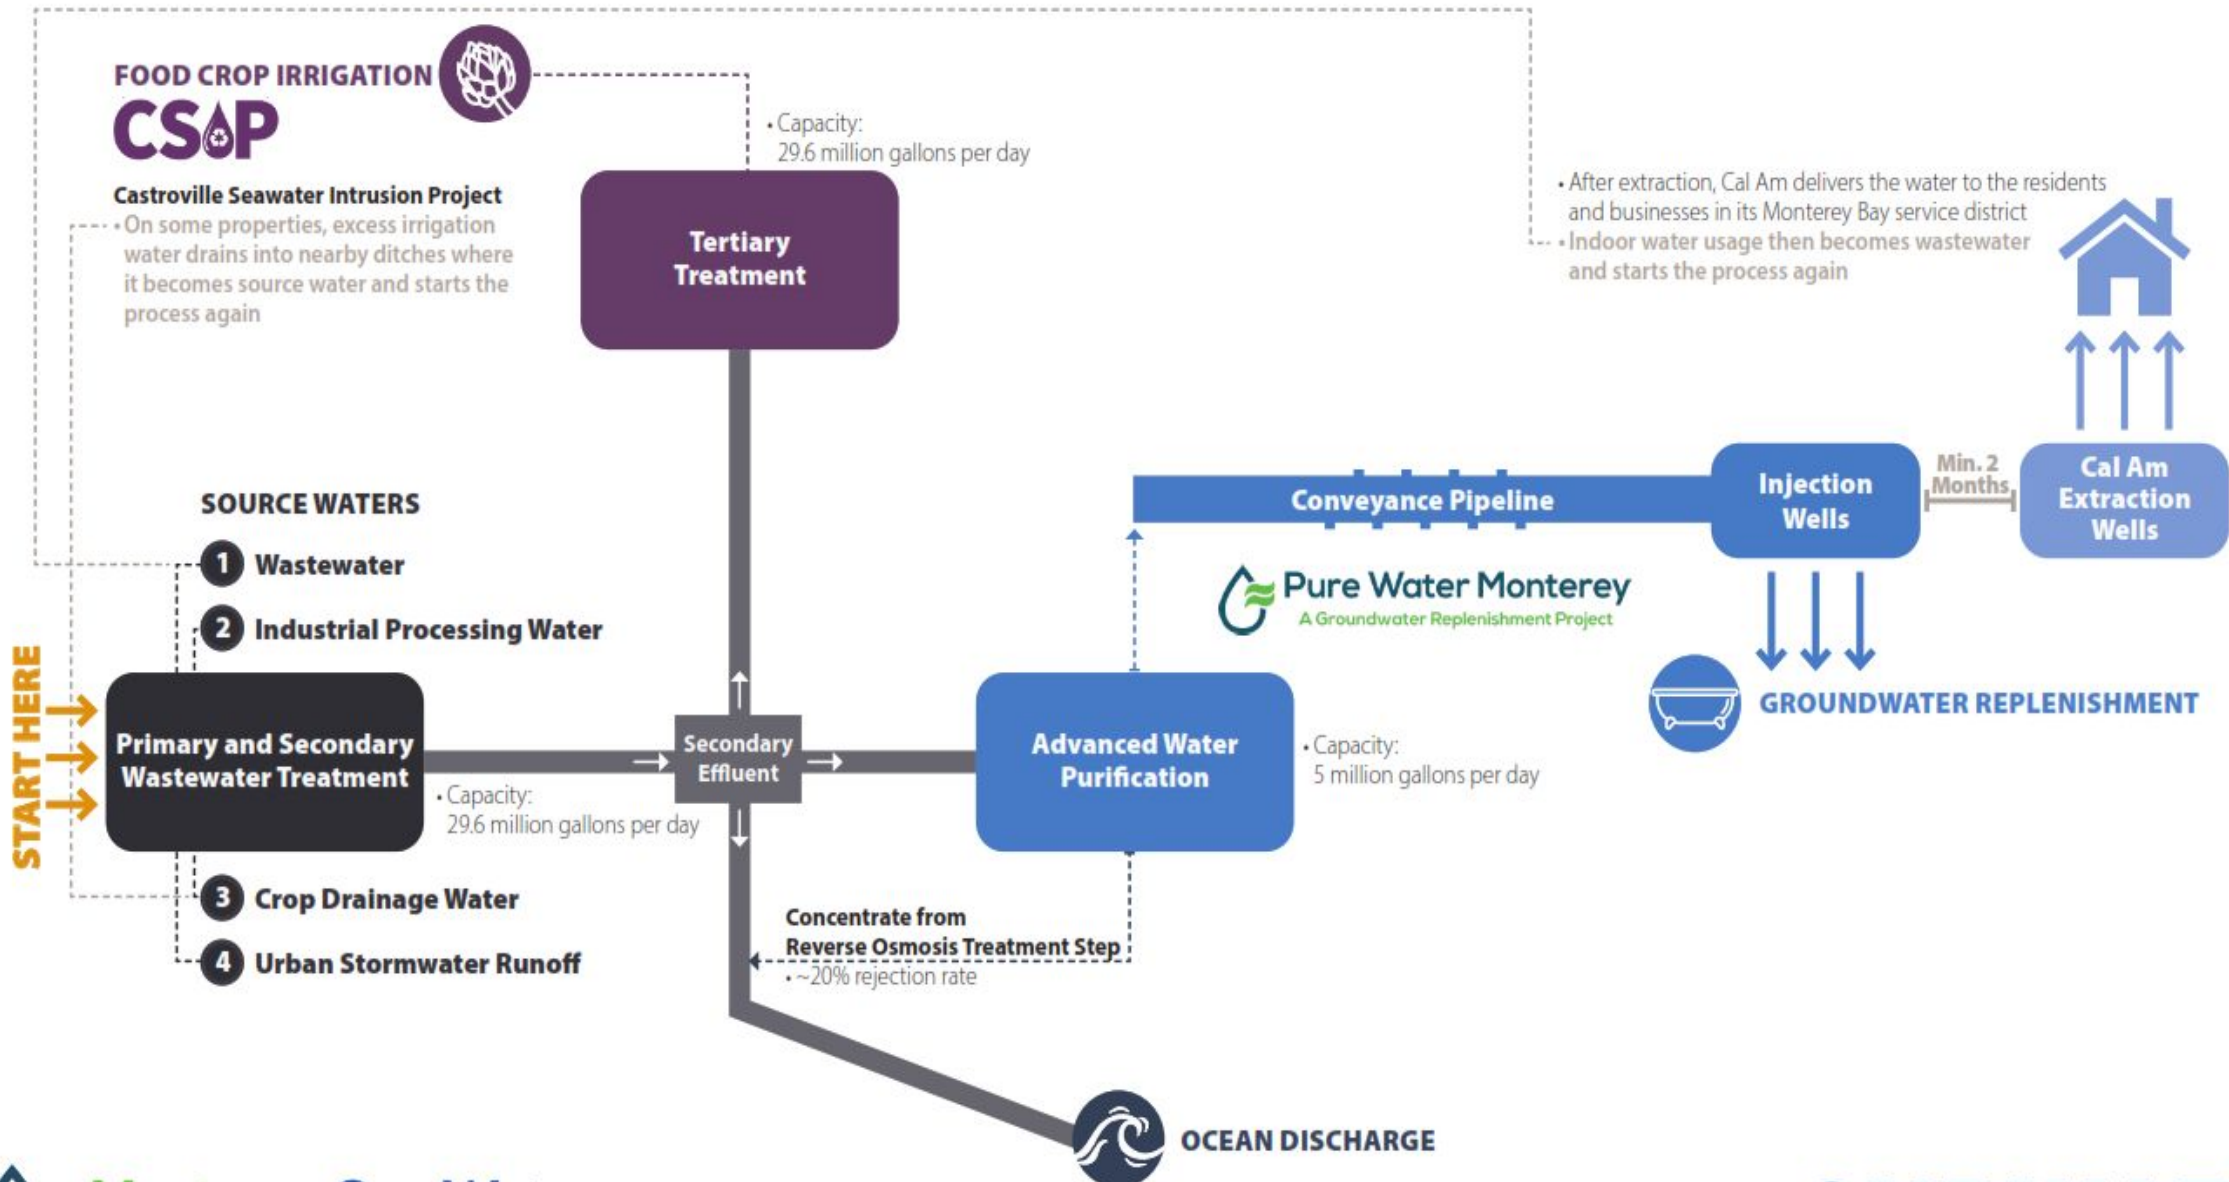 FOOD CROP IRRIGATION
CSIP
Castroville Seawater Intrusion Project
• On some properties, excess irrigation
water drains into nearby ditches where
it becomes source water and starts the
process again
• Capacity:
29.6 million gallons per day
Tertiary
Treatment
• After extraction, Cal Am delivers the water to the residents
and businesses in its Monterey Bay service district
• Indoor water usage then becomes wastewater
and starts the process again
SOURCE WATERS
1 Wastewater
2 Industrial Processing Water
START HERE
Primary and Secondary
Wastewater Treatment
• Capacity:
29.6 million gallons per day
3 Crop Drainage Water
4 Urban Stormwater Runoff
Secondary
Effluent
Advanced Water
Purification
• Capacity:
5 million gallons per day
Conveyance Pipeline
Pure Water Monterey
A Groundwater Replenishment Project
Injection
Wells
Min. 2
Months
Cal Am
Extraction
Wells
GROUNDWATER REPLENISHMENT
Concentrate from
Reverse Osmosis Treatment Step
• ~20% rejection rate
OCEAN DISCHARGE